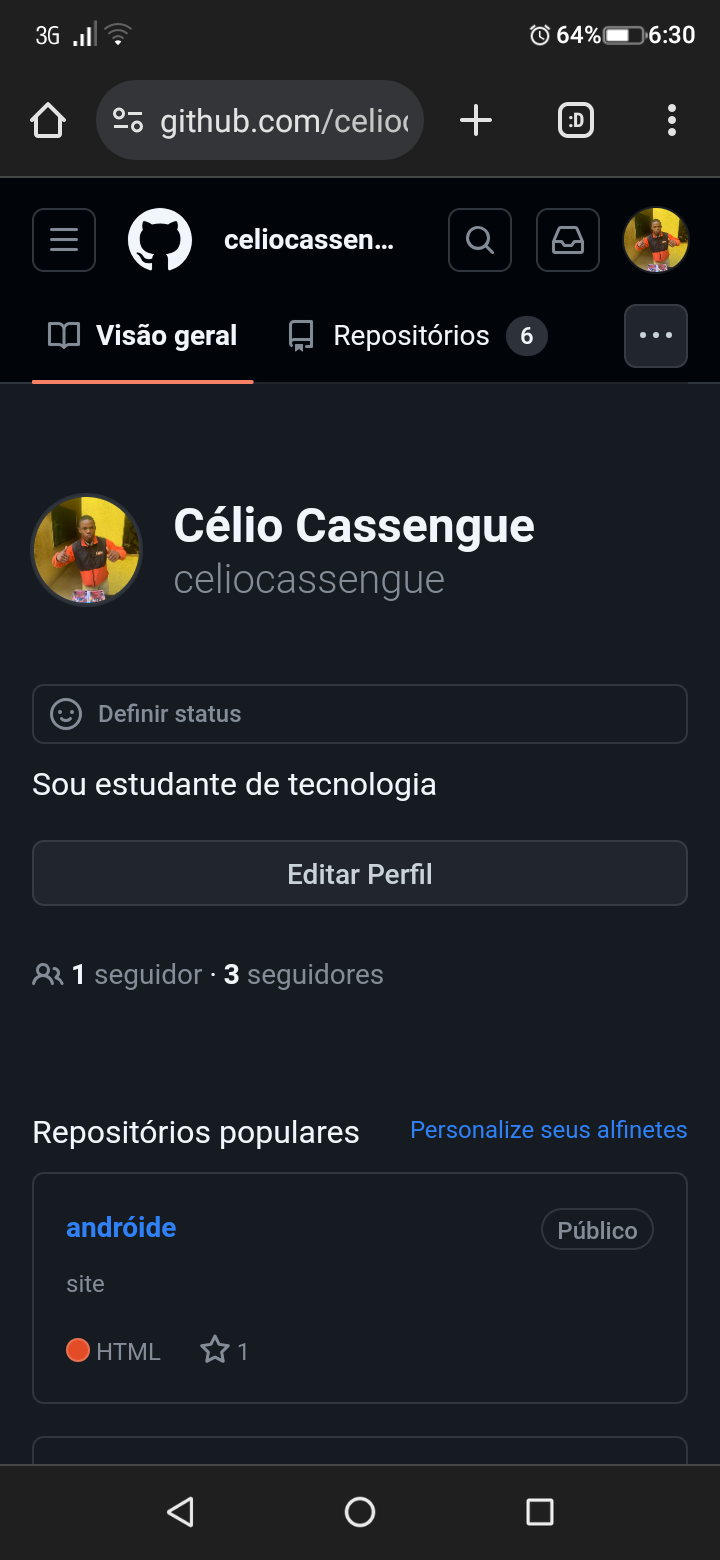 3G 64% 6:30
github.com/celioc
:D
celiocassen...
Visão geral Repositórios 6
Célio Cassengue
celiocassengue
Definir status
Sou estudante de tecnologia
Editar Perfil
1 seguidor · 3 seguidores
Repositórios populares Personalize seus alfinetes
andróide Público
site
HTML 1